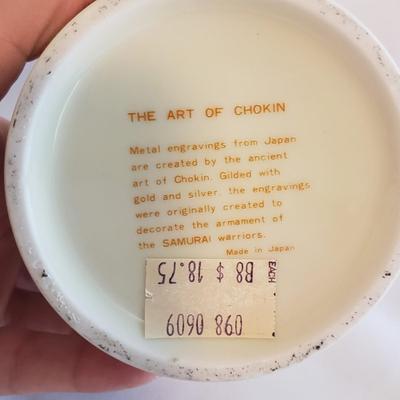 THE ART OF CHOKIN
Metal engravings from Japan
are created by the ancient
art of Chokin. Gilded with
gold and silver. the engravings
were originally created to
decorate the armament of
the SAMURAI warriors.
Made in Japan
098 0609
B8 $ 18.75
EACH